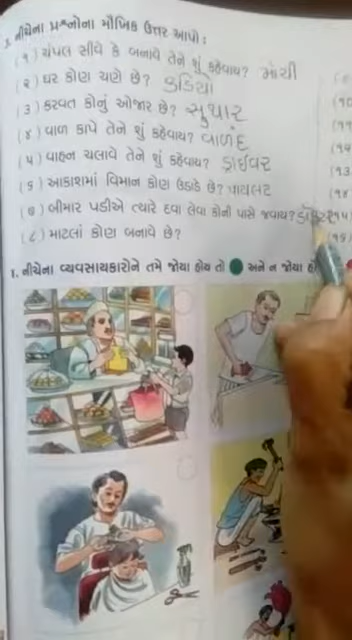 ૩. નીચેના પ્રશ્નોના મૌખિક ઉત્તર આપો :
(૧) ચંપલ સીવે કે બનાવે તેને શું કહેવાય? મોચી
(૨) ઘર કોણ ચણે છે? કડિયો
(૩) કરવત કોનું ઓજાર છે? સુથાર
(૪) વાળ કાપે તેને શું કહેવાય? વાળંદ
(૫) વાહન ચલાવે તેને શું કહેવાય? ડ્રાઈવર
(૬) આકાશમાં વિમાન કોણ ઉડાડે છે? પાયલટ
(૭) બીમાર પડીએ ત્યારે દવા લેવા કોની પાસે જવાય?
(૮) માટલાં કોણ બનાવે છે?
૪. નીચેના વ્યવસાયકારોને તમે જોયા હોય તો અને ન જોયા